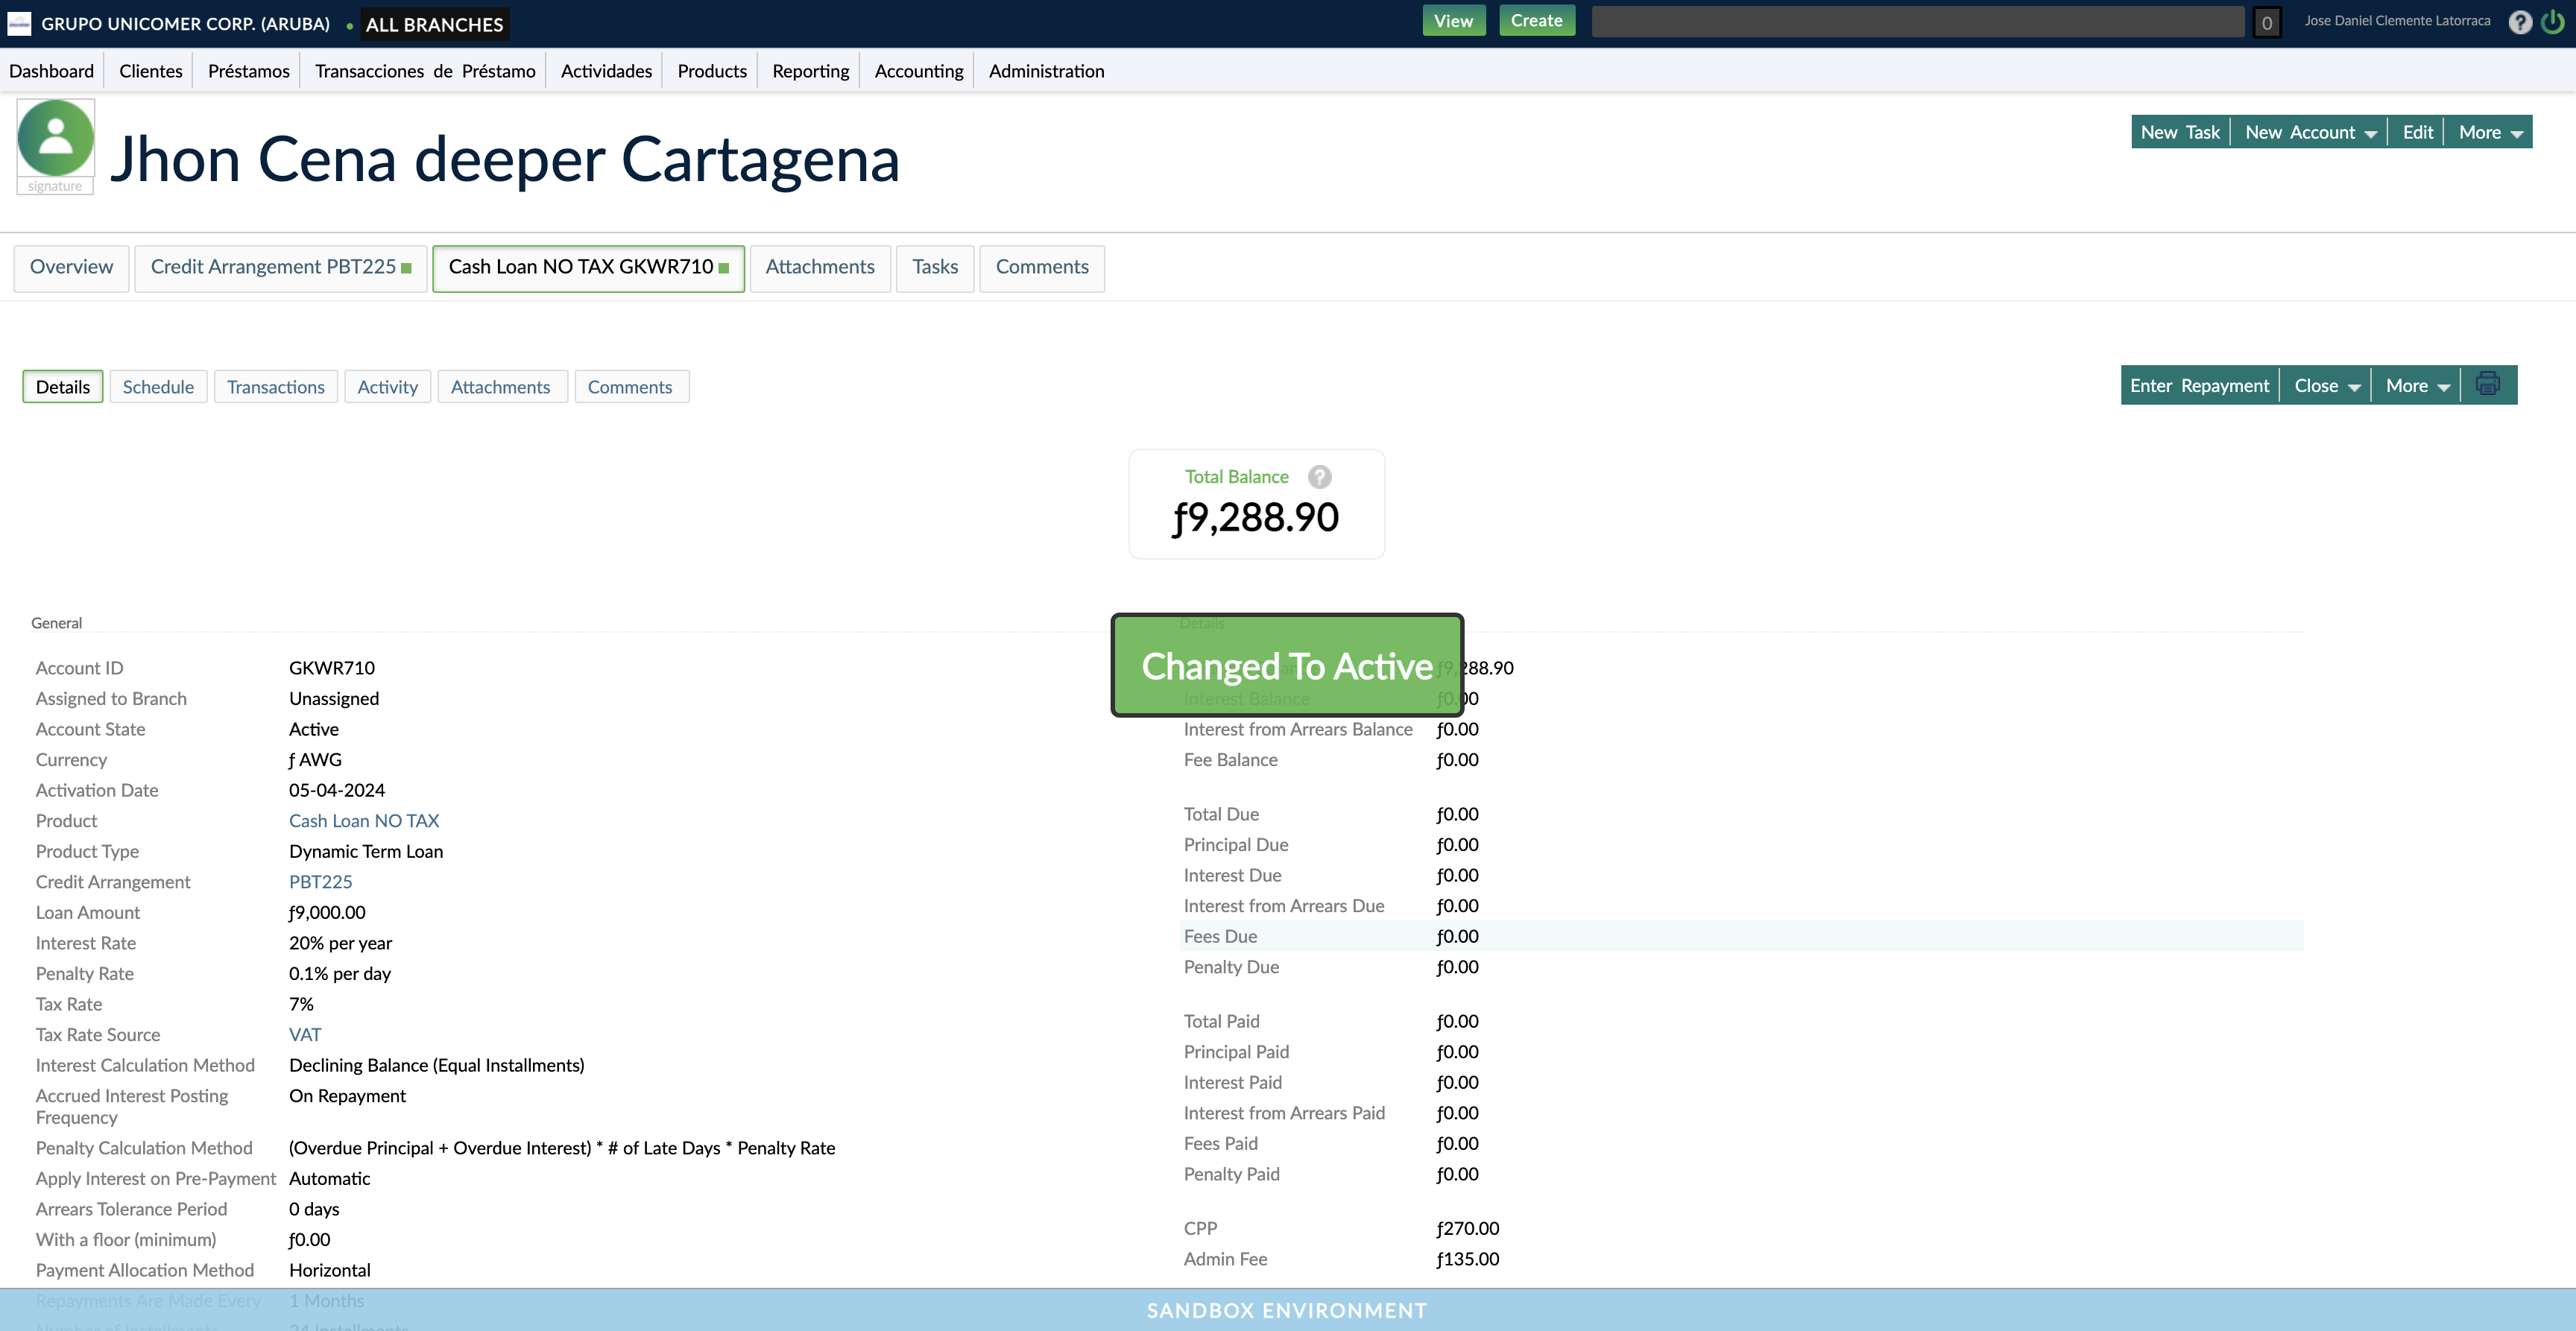 GRUPO UNICOMER CORP. (ARUBA) • ALL BRANCHES View Create 0 Jose Daniel Clemente Latorraca ?
Dashboard Clientes Préstamos Transacciones de Préstamo Actividades Products Reporting Accounting Administration
signature
Jhon Cena deeper Cartagena
New Task New Account Edit More
Overview Credit Arrangement PBT225 Cash Loan NO TAX GKWR710 Attachments Tasks Comments
Details Schedule Transactions Activity Attachments Comments
Enter Repayment Close More
Total Balance ?
ƒ9,288.90
General
Account ID GKWR710
Assigned to Branch Unassigned
Account State Active
Currency ƒ AWG
Activation Date 05-04-2024
Product Cash Loan NO TAX
Product Type Dynamic Term Loan
Credit Arrangement PBT225
Loan Amount ƒ9,000.00
Interest Rate 20% per year
Penalty Rate 0.1% per day
Tax Rate 7%
Tax Rate Source VAT
Interest Calculation Method Declining Balance (Equal Installments)
Accrued Interest Posting Frequency On Repayment
Penalty Calculation Method (Overdue Principal + Overdue Interest) * # of Late Days * Penalty Rate
Apply Interest on Pre-Payment Automatic
Arrears Tolerance Period 0 days
With a floor (minimum) ƒ0.00
Payment Allocation Method Horizontal
Repayments Are Made Every 1 Months
Number of Installments 24 Installments
Details
Changed To Active
ƒ9,288.90
Interest Balance ƒ0.00
Interest from Arrears Balance ƒ0.00
Fee Balance ƒ0.00
Total Due ƒ0.00
Principal Due ƒ0.00
Interest Due ƒ0.00
Interest from Arrears Due ƒ0.00
Fees Due ƒ0.00
Penalty Due ƒ0.00
Total Paid ƒ0.00
Principal Paid ƒ0.00
Interest Paid ƒ0.00
Interest from Arrears Paid ƒ0.00
Fees Paid ƒ0.00
Penalty Paid ƒ0.00
CPP ƒ270.00
Admin Fee ƒ135.00
SANDBOX ENVIRONMENT